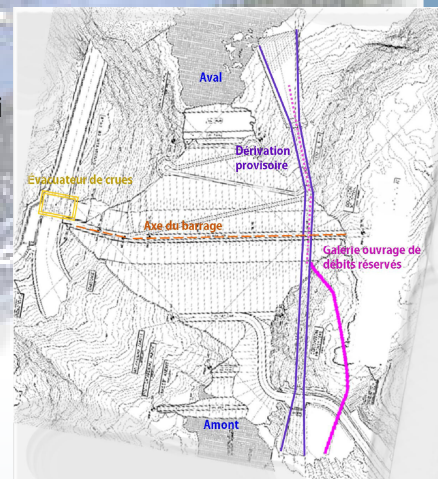 Aval
Dérivation
provisoire
Evacuateur de crues
Axe du barrage
Galerie ouvrage de
débits réservés
Amont